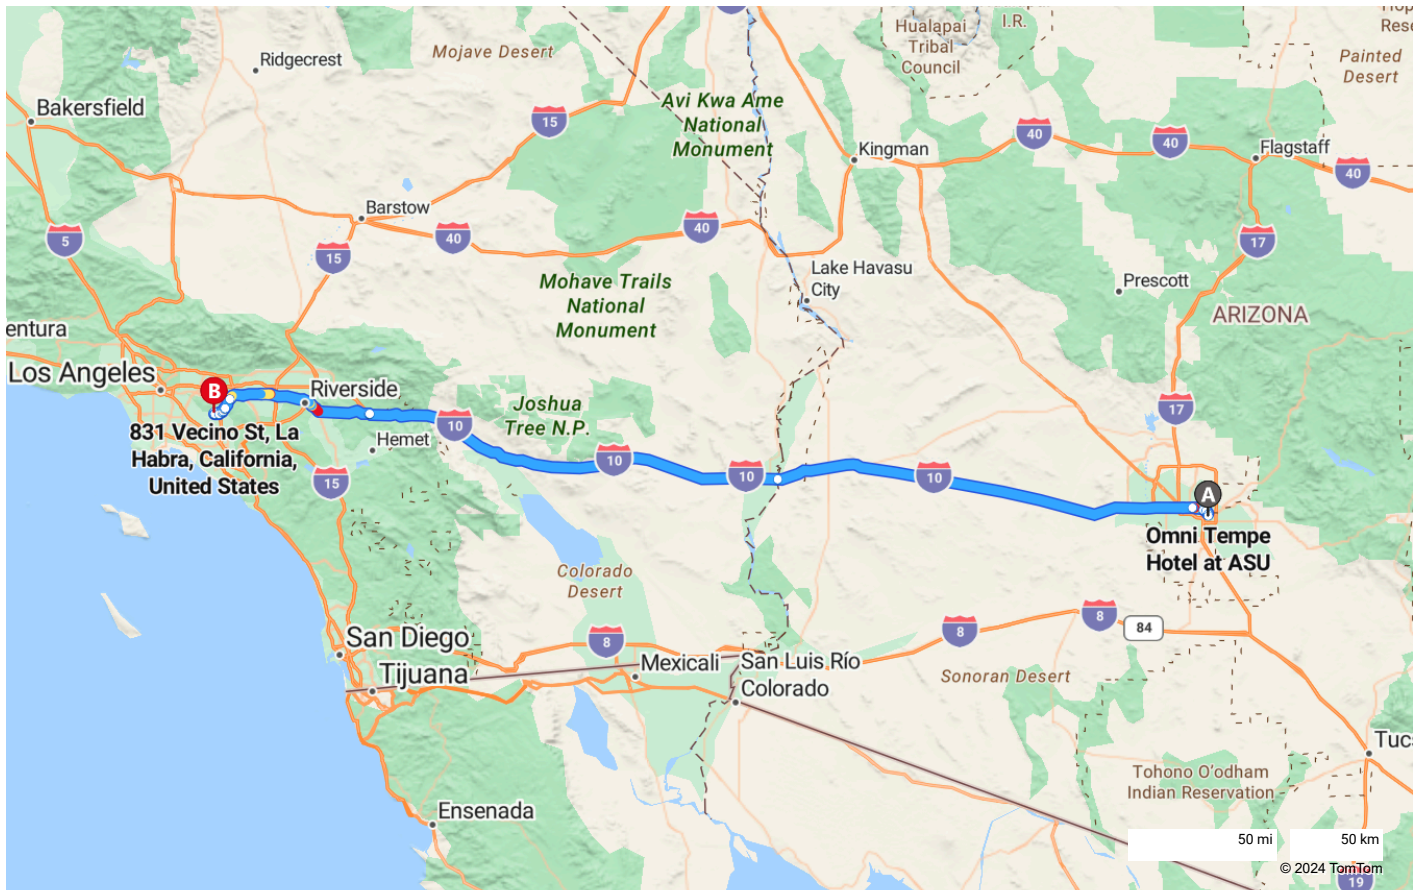 Hualapai
Tribal
Council
I.R.
Reser
Painted
Desert
Ridgecrest
Mojave Desert
Bakersfield
15
Avi Kwa Ame
National
Monument
Kingman
40
40
Flagstaff
40
Barstow
5
15
40
40
17
Lake Havasu
City
Prescott
ARIZONA
Mohave Trails
National
Monument
entura
Los Angeles
B
Riverside
Joshua
Tree N.P.
17
10
831 Vecino St, La
Habra, California,
United States
Hemet
15
10
10
10
A
Omni Tempe
Hotel at ASU
Colorado
Desert
8
8
8
84
San Diego
Tijuana
Mexicali
San Luis Río
Colorado
Sonoran Desert
Tuc
Tohono O’odham
Indian Reservation
Ensenada
50 mi
50 km
© 2024 TomTom
19